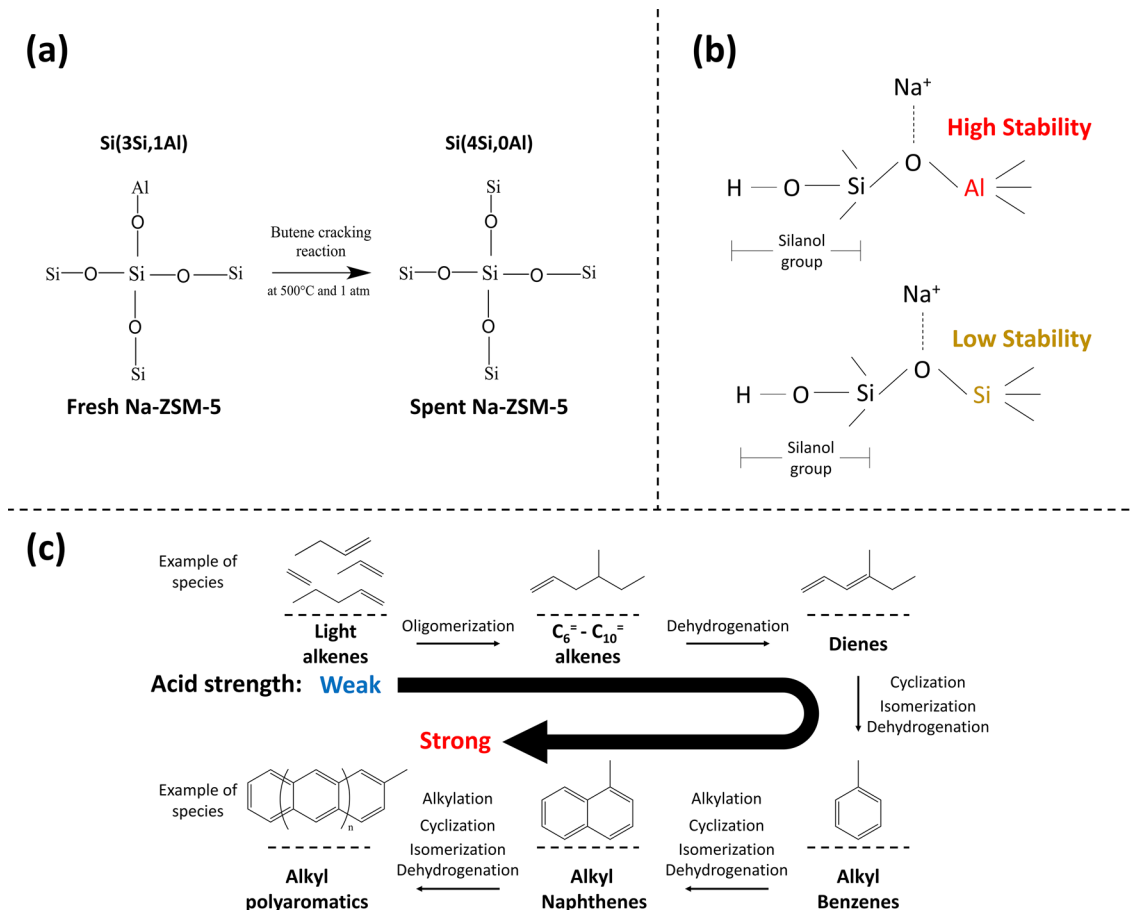 (a)
Si(3Si,1Al)
Si(4Si,0Al)
Al
O
Si O Si O Si
O
Si
Butene cracking
reaction
at 500°C and 1 atm
Si
O
Si O Si O Si
O
Si
Fresh Na-ZSM-5
Spent Na-ZSM-5
(b)
Na+
High Stability
H O Si O Al
Silanol
group
Na+
Low Stability
H O Si O Si
Silanol
group
(c)
Example of
species
Light
alkenes
Oligomerization
C6= - C10=
alkenes
Dehydrogenation
Dienes
Acid strength: Weak
Strong
Cyclization
Isomerization
Dehydrogenation
Example of
species
n
Alkylation
Cyclization
Isomerization
Dehydrogenation
Alkylation
Cyclization
Isomerization
Dehydrogenation
Alkyl
polyaromatics
Alkyl
Naphthenes
Alkyl
Benzenes